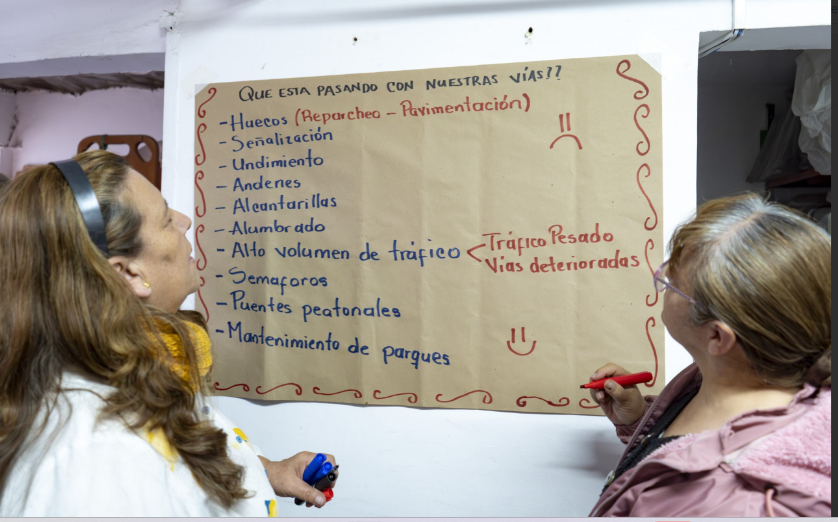 QUE ESTA PASANDO CON NUESTRAS VÍAS??
- Huecos (Reparcheo - Pavimentación)
- Señalización
- Undimiento
- Andenes
- Alcantarillas
- Alumbrado
- Alto volumen de tráfico < Tráfico Pesado
Vías deterioradas
- Semaforos
- Puentes peatonales
- Mantenimiento de parques